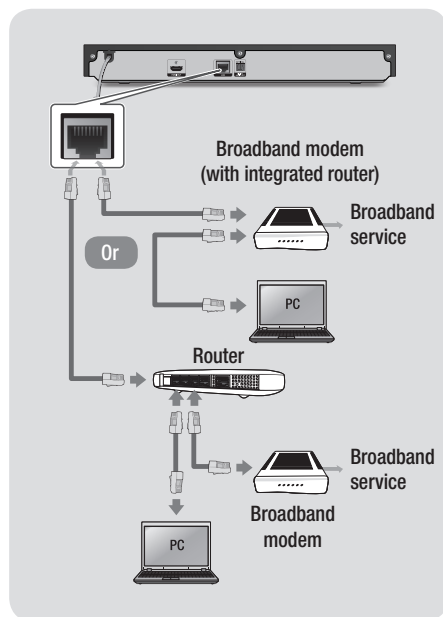 Broadband modem
(with integrated router)
Broadband
service
Or
PC
Router
Broadband
service
Broadband
modem
PC